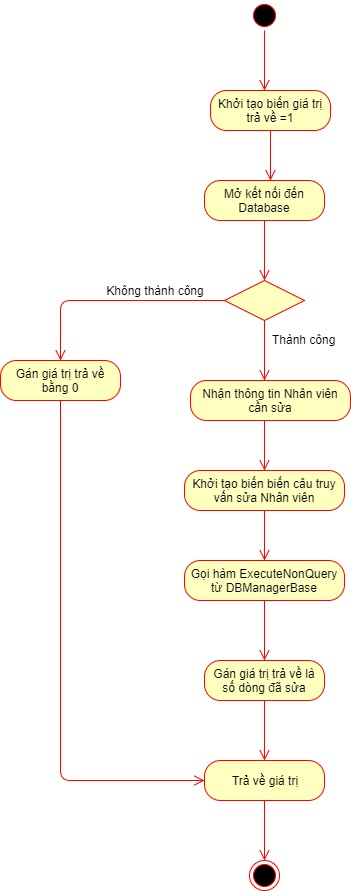 Khởi tạo biến giá trị
trả về =1
Mở kết nối đến
Database
Không thành công
Thành công
Gán giá trị trả về
bằng 0
Nhận thông tin Nhân viên
cần sửa
Khởi tạo biến biến câu truy
vấn sửa Nhân viên
Gọi hàm ExecuteNonQuery
từ DBManagerBase
Gán giá trị trả về là
số dòng đã sửa
Trả về giá trị